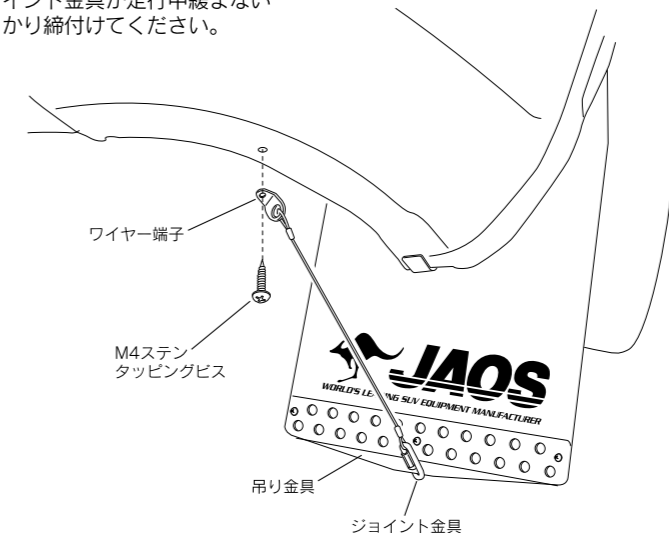 イント金具が走行中緩まない
かり締付けてください。
ワイヤー端子
M4ステン
タッピングビス
JAOS
WORLD'S LE NG SUV EQUIPMENT MANUFACTURER
吊り金具
ジョイント金具